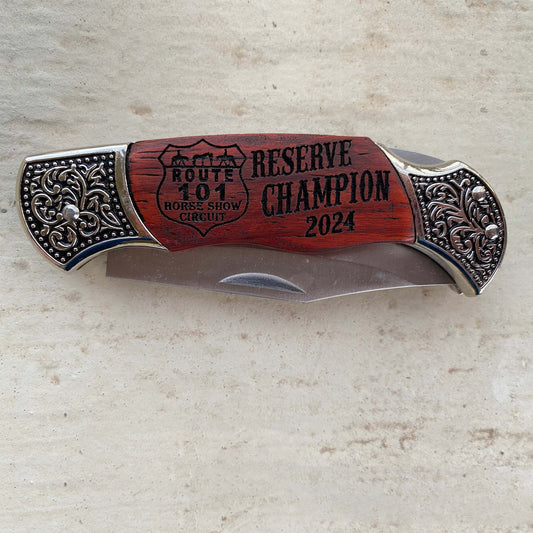 ROUTE
101
HORSE SHOW
CIRCUIT
RESERVE
CHAMPION
2024